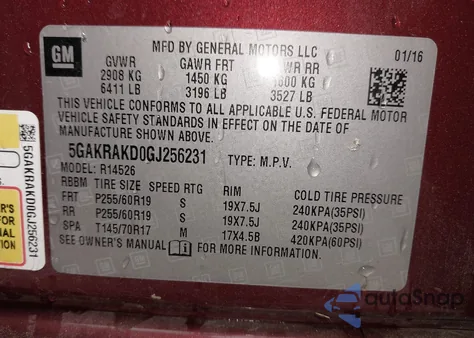 GM
MFD BY GENERAL MOTORS LLC
01/16
GVWR GAWR FRT GAWR RR
2908 KG 1450 KG 1600 KG
6411 LB 3196 LB 3527 LB
THIS VEHICLE CONFORMS TO ALL APPLICABLE U.S. FEDERAL MOTOR
VEHICLE SAFETY STANDARDS IN EFFECT ON THE DATE OF
MANUFACTURE SHOWN ABOVE.
5GAKRAKD0GJ256231 TYPE: M.P.V.
MODEL: R14526
RBBM TIRE SIZE SPEED RTG RIM COLD TIRE PRESSURE
FRT P255/60R19 S 19X7.5J 240KPA(35PSI)
RR P255/60R19 S 19X7.5J 240KPA(35PSI)
SPA T145/70R17 M 17X4.5B 420KPA(60PSI)
SEE OWNER'S MANUAL FOR MORE INFORMATION
5GAKRAKD0GJ256231
autoSnap